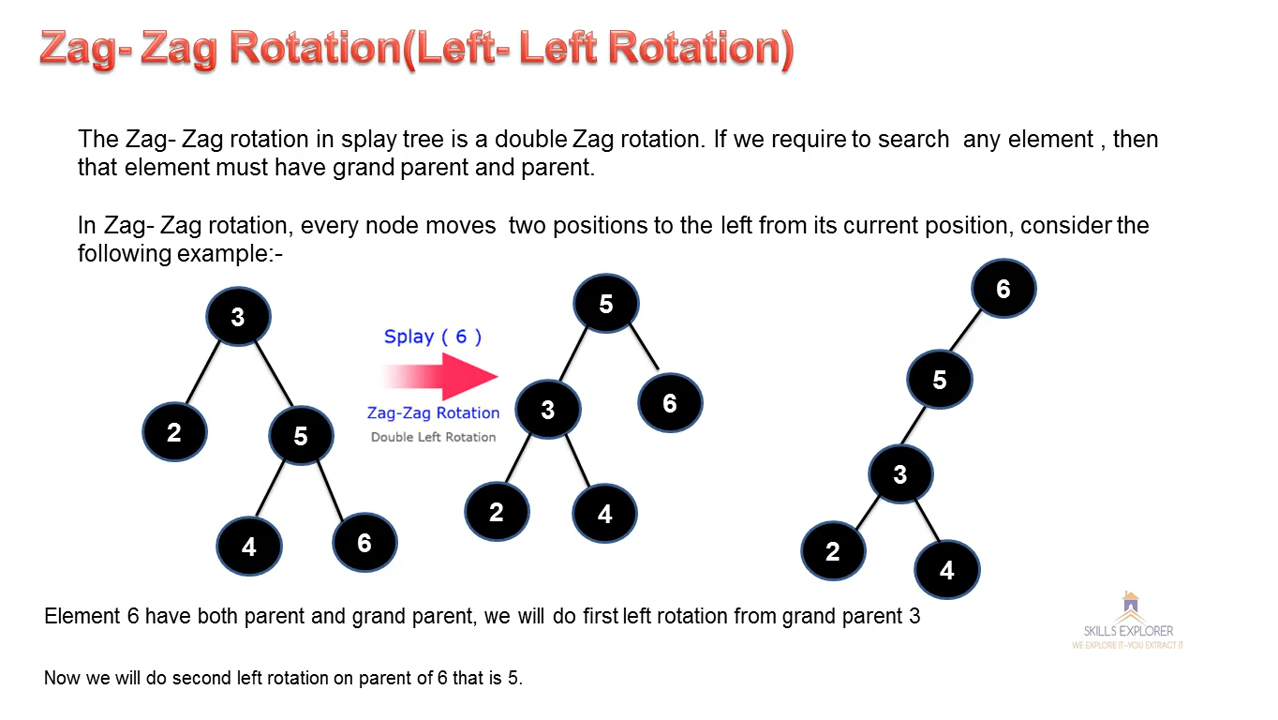 Zag- Zag Rotation(Left- Left Rotation)
The Zag- Zag rotation in splay tree is a double Zag rotation. If we require to search any element , then
that element must have grand parent and parent.
In Zag- Zag rotation, every node moves two positions to the left from its current position, consider the
following example:-
3
2
5
4
6
Splay ( 6 )
Zag-Zag Rotation
Double Left Rotation
5
3
6
2
4
6
5
3
2
4
Element 6 have both parent and grand parent, we will do first left rotation from grand parent 3
SKILLS EXPLORER
WE EXPLORE IT-YOU EXTRACT IT
Now we will do second left rotation on parent of 6 that is 5.